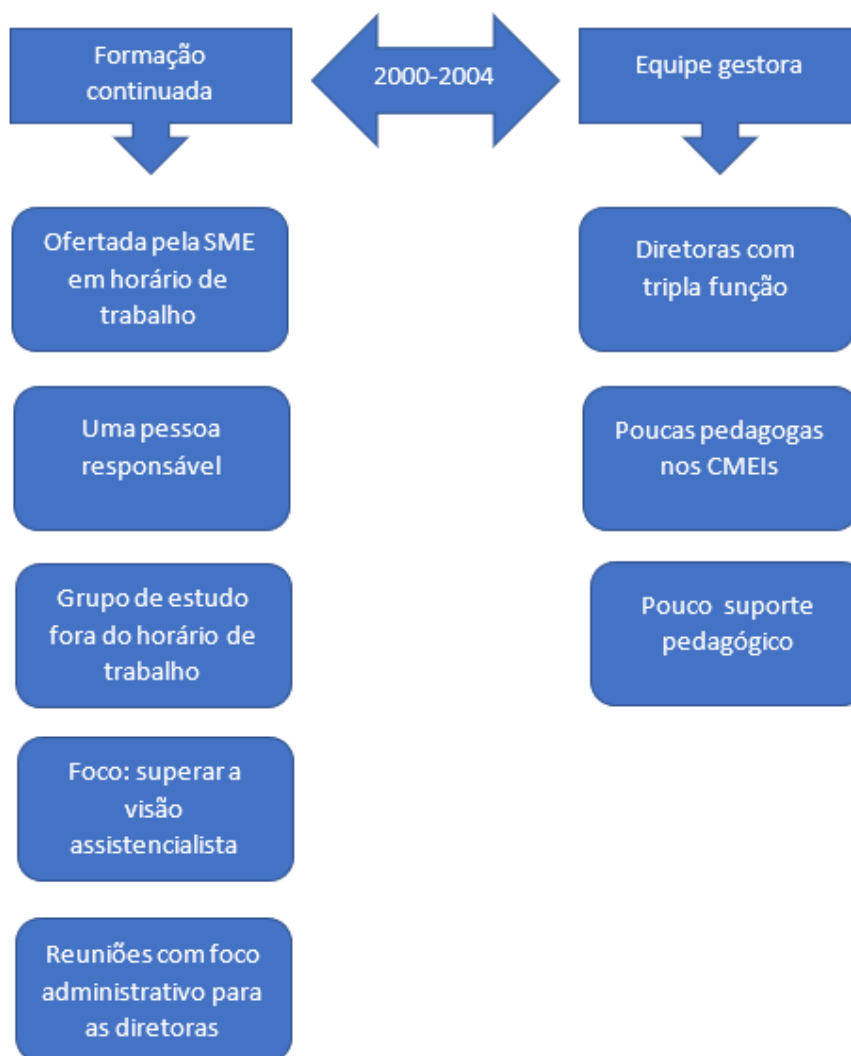 Formação
continuada
2000-2004
Equipe gestora
Ofertada pela SME
em horário de
trabalho
Uma pessoa
responsável
Grupo de estudo
fora do horário de
trabalho
Foco: superar a
visão
assistencialista
Reuniões com foco
administrativo para
as diretoras
Diretoras com
tripla função
Poucas pedagogas
nos CMEIs
Pouco suporte
pedagógico